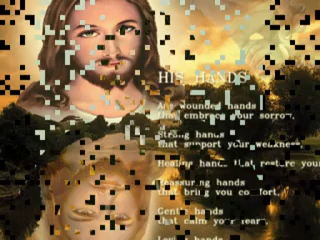 HIS HANDS
wounded hands
that embrace your sorrow,
Strong hands
that support your weakness,
Healing that restore your
Reassuring hands
that bring you comfort,
Gentle hands
that calm your
hands